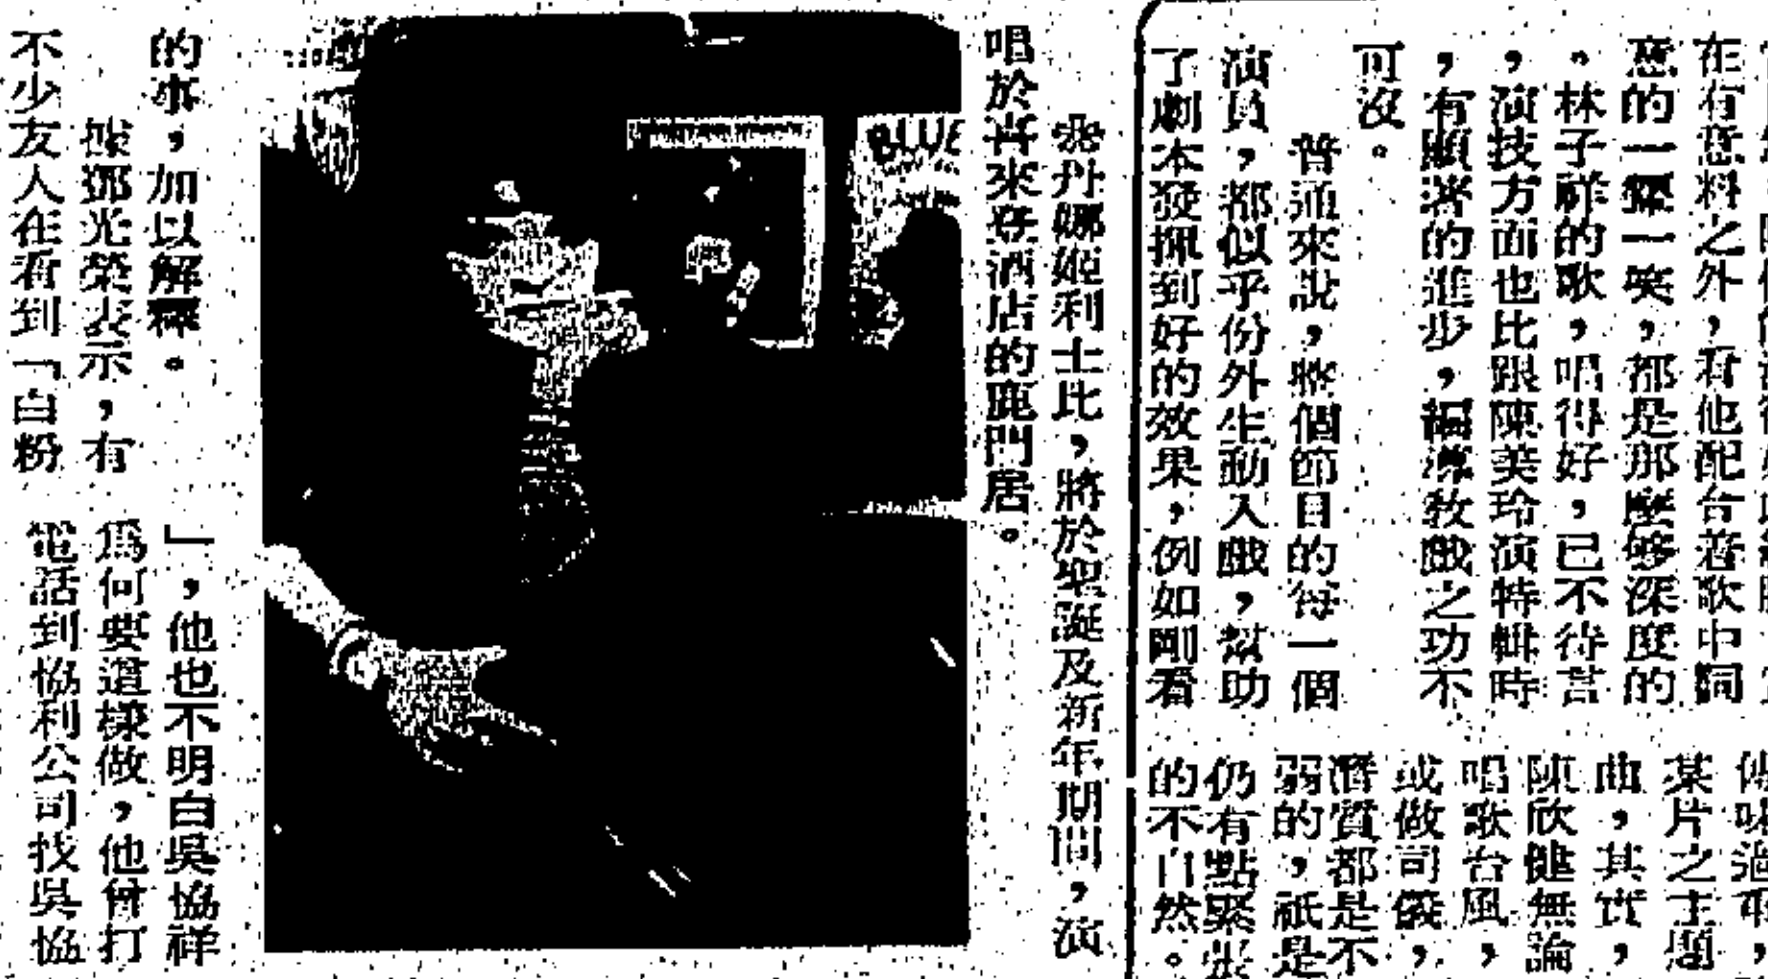 在有意料之外，看他配合着歌中詞
意的一顰一笑，都是那麼够深度的
。林子祥的歌，唱得好，已不待言
，演技方面也比跟陳美玲演特輯時
，有顯著的進步，編導教戲之功不
可沒。
普通來說，整個節目的每一個
演員，都似乎份外生動入戲，幫助
了劇本發揮到好的效果，例如剛看
某片之主題
曲，其實，
陳欣健無論
唱歌台風，
或做司儀，
潛質都是不
弱的，祇是
仍有點緊張
的不自然。
丹娜姬利士比，將於聖誕及新年期間，演
唱於喜來登酒店的鹿門居。
BLUE
的事，加以解釋。
據鄧光榮表示，有
不少友人在看到「白粉
」，他也不明白吳協祥
爲何要這樣做，他曾打
電話到協利公司找吳協